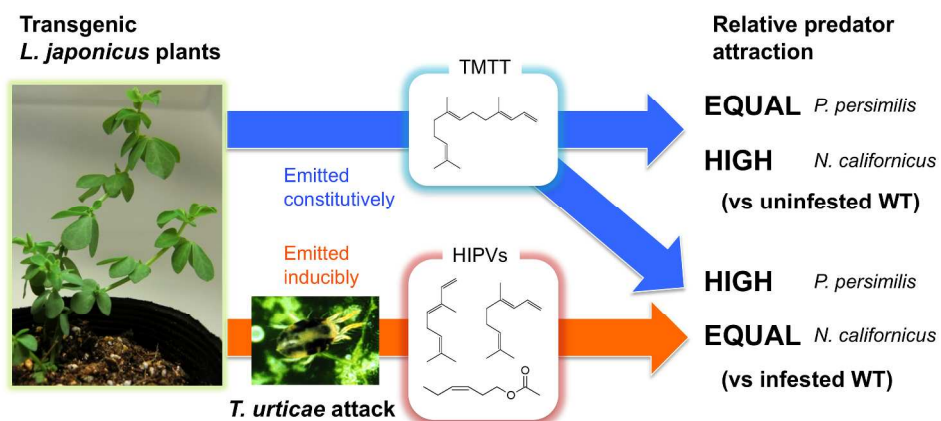 Transgenic
L. japonicus plants
Relative predator
attraction
TMTT
EQUAL P. persimilis
HIGH N. californicus
(vs uninfested WT)
Emitted
constitutively
Emitted
inducibly
HIPVs
O
O
HIGH P. persimilis
EQUAL N. californicus
(vs infested WT)
T. urticae attack